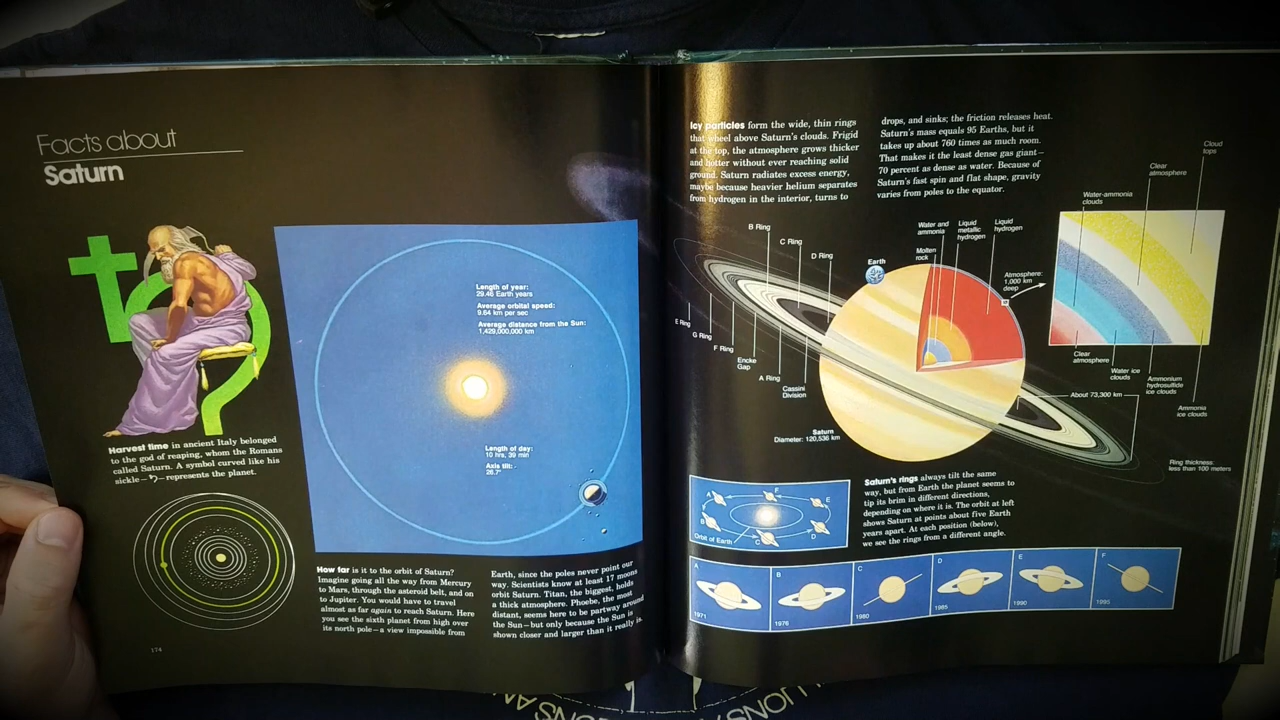 Facts about
Saturn
Harvest time in ancient Italy belonged
to the god of reaping, whom the Romans
called Saturn. A symbol curved like his
sickle—♄—represents the planet.
Length of year:
29.46 Earth years
Average orbital speed:
9.64 km per sec
Average distance from the Sun:
1,429,000,000 km
Length of day:
10 hrs, 39 min
Axis tilt:
26.7°
How far is it to the orbit of Saturn?
Imagine going all the way from Mercury
to Mars, through the asteroid belt, and on
to Jupiter. You would have to travel
almost as far again to reach Saturn. Here
you see the sixth planet from high over
its north pole—a view impossible from
Earth, since the poles never point our
way. Scientists know at least 17 moons
orbit Saturn. Titan, the biggest, holds
a thick atmosphere. Phoebe, the most
distant, seems here to be partway around
the Sun—but only because the Sun is
shown closer and larger than it really is.
174
Icy particles form the wide, thin rings
that wheel above Saturn's clouds. Frigid
at the top, the atmosphere grows thicker
and hotter without ever reaching solid
ground. Saturn radiates excess energy,
maybe because heavier helium separates
from hydrogen in the interior, turns to
drops, and sinks; the friction releases heat.
Saturn's mass equals 95 Earths, but it
takes up about 760 times as much room.
That makes it the least dense gas giant—
70 percent as dense as water. Because of
Saturn's fast spin and flat shape, gravity
varies from poles to the equator.
B Ring
C Ring
D Ring
E Ring
G Ring
F Ring
Encke
Gap
A Ring
Cassini
Division
Earth
Molten
rock
Water and
ammonia
Liquid
metallic
hydrogen
Liquid
hydrogen
Atmosphere:
1,000 km
deep
Water-ammonia
clouds
Clear
atmosphere
Cloud
tops
Clear
atmosphere
Water ice
clouds
Ammonium
hydrosulfide
ice clouds
Ammonia
ice clouds
About 73,300 km
Saturn
Diameter: 120,536 km
Ring thickness:
less than 100 meters
A
B
C
D
E
F
Orbit of Earth
Saturn's rings always tilt the same
way, but from Earth the planet seems to
tip its brim in different directions,
depending on where it is. The orbit at left
shows Saturn at points about five Earth
years apart. At each position (below),
we see the rings from a different angle.
A
1971
B
1976
C
1980
D
1985
E
1990
F
1995